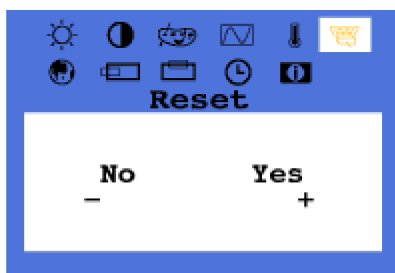 Reset
No Yes
- +